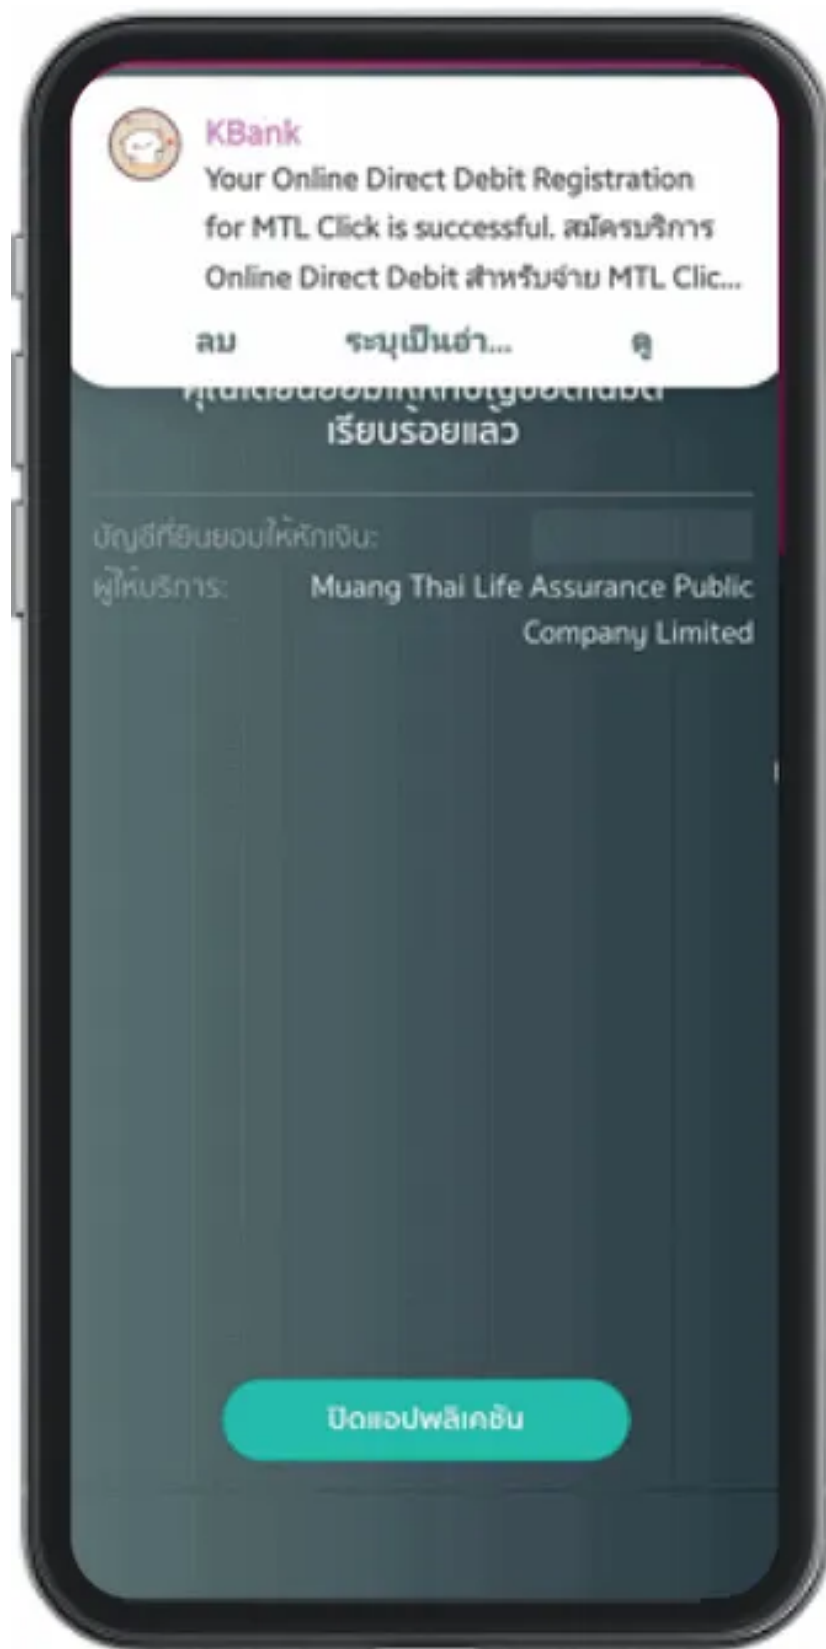 KBank
Your Online Direct Debit Registration
for MTL Click is successful. สมัครบริการ
Online Direct Debit สำหรับจ่าย MTL Clic...
ลบ ระบุเป็นอ่า... ดู
เรียบร้อยแล้ว
บัญชีที่ยินยอมให้หักเงิน:
ผู้ให้บริการ: Muang Thai Life Assurance Public
Company Limited
ปิดแอปพลิเคชัน